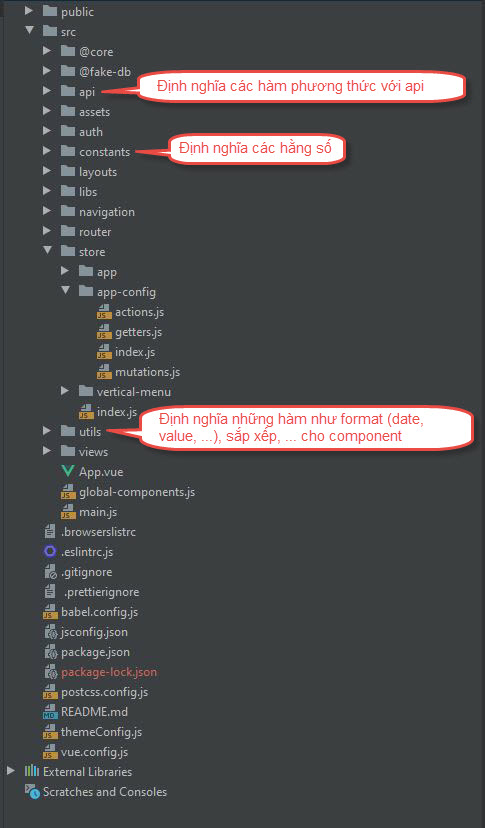 public
src
@core
@fake-db
api
Định nghĩa các hàm phương thức với api
assets
auth
constants
Định nghĩa các hằng số
layouts
libs
navigation
router
store
app
app-config
actions.js
getters.js
index.js
mutations.js
vertical-menu
index.js
utils
Định nghĩa những hàm như format (date,
value, ...), sắp xếp, ... cho component
views
App.vue
global-components.js
main.js
.browserslistrc
.eslintrc.js
.gitignore
.prettierignore
babel.config.js
jsconfig.json
package.json
package-lock.json
postcss.config.js
README.md
themeConfig.js
vue.config.js
External Libraries
Scratches and Consoles